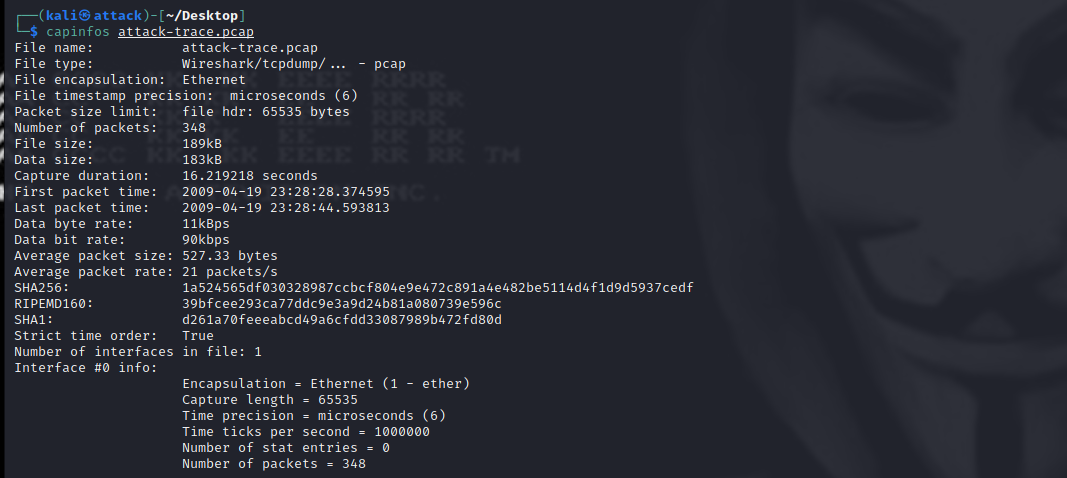 ┌──(kali㉿attack)-[~/Desktop]
└─$ capinfos attack-trace.pcap
File name:           attack-trace.pcap
File type:           Wireshark/tcpdump/... - pcap
File encapsulation:  Ethernet
File timestamp precision:  microseconds (6)
Packet size limit:   file hdr: 65535 bytes
Number of packets:   348
File size:           189kB
Data size:           183kB
Capture duration:    16.219218 seconds
First packet time:   2009-04-19 23:28:28.374595
Last packet time:    2009-04-19 23:28:44.593813
Data byte rate:      11kBps
Data bit rate:       90kbps
Average packet size: 527.33 bytes
Average packet rate: 21 packets/s
SHA256:              1a524565df030328987ccbcf804e9e472c891a4e482be5114d4f1d9d5937cedf
RIPEMD160:           39bfcee293ca77ddc9e3a9d24b81a080739e596c
SHA1:                d261a70feeeabcd49a6cfdd33087989b472fd80d
Strict time order:   True
Number of interfaces in file: 1
Interface #0 info:
                     Encapsulation = Ethernet (1 - ether)
                     Capture length = 65535
                     Time precision = microseconds (6)
                     Time ticks per second = 1000000
                     Number of stat entries = 0
                     Number of packets = 348